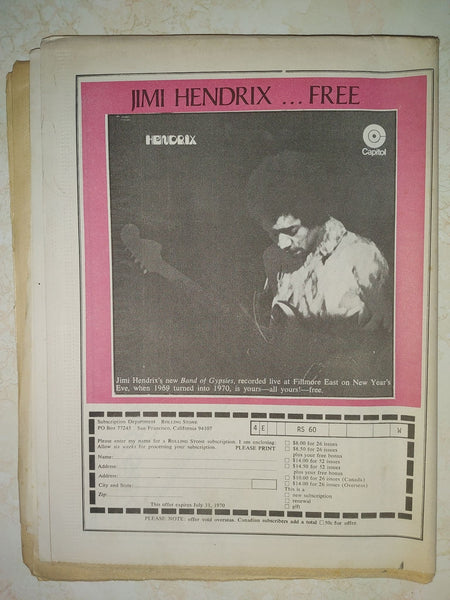 JIMI HENDRIX ... FREE
HENDRIX
Capitol
Jimi Hendrix's new Band of Gypsies, recorded live at Fillmore East on New Year's
Eve, when 1969 turned into 1970, is yours—all yours!—free.
Subscription Department ROLLING STONE
PO Box 77247 San Francisco, California 94107
4 E RS 60 W
Please enter my name for a ROLLING STONE subscription. I am enclosing:
Allow six weeks for processing your subscription. PLEASE PRINT
Name:
Address:
Address:
City and State:
Zip:
This offer expires July 31, 1970
$6.00 for 26 issues
$8.50 for 26 issues
plus your free bonus
$14.00 for 52 issues
$14.50 for 52 issues
plus your free bonus
$10.00 for 26 issues (Canada)
$14.00 for 26 issues (Overseas)
This is a
new subscription
renewal
gift
PLEASE NOTE: offer void overseas. Canadian subscribers add a total 50c for offer.